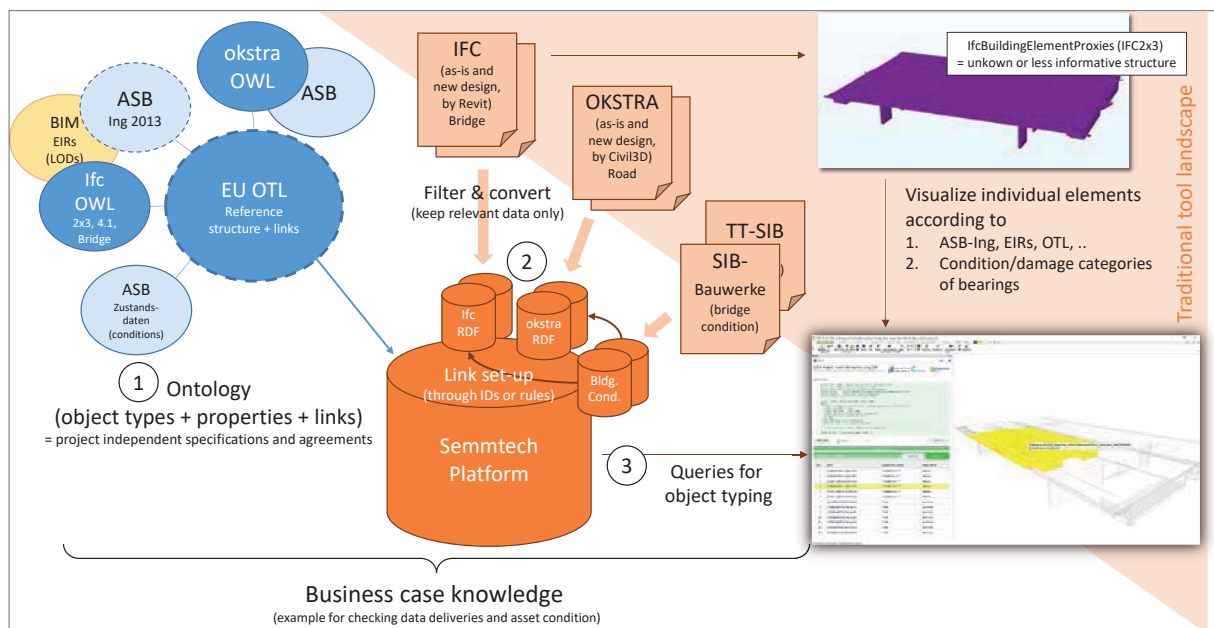 okstra
OWL
ASB
ASB
Ing 2013
BIM
EIRs
(LODs)
Ifc
OWL
2x3, 4.1,
Bridge
EU OTL
Reference
structure + links
ASB
Zustands-
daten
(conditions)
1
Ontology
(object types + properties + links)
= project independent specifications and agreements
IFC
(as-is and
new design,
by Revit)
Bridge
OKSTRA
(as-is and
new design,
by Civil3D)
Road
TT-SIB
)
SIB-
Bauwerke
(bridge
condition)
Filter & convert
(keep relevant data only)
2
Ifc
RDF
okstra
RDF
Bldg.
Cond.
Link set-up
(through IDs or rules)
Semmtech
Platform
3
Queries for
object typing
IfcBuildingElementProxies (IFC2x3)
= unkown or less informative structure
Visualize individual elements
according to
1. ASB-Ing, EIRs, OTL, ..
2. Condition/damage categories
of bearings
Traditional tool landscape
Business case knowledge
(example for checking data deliveries and asset condition)